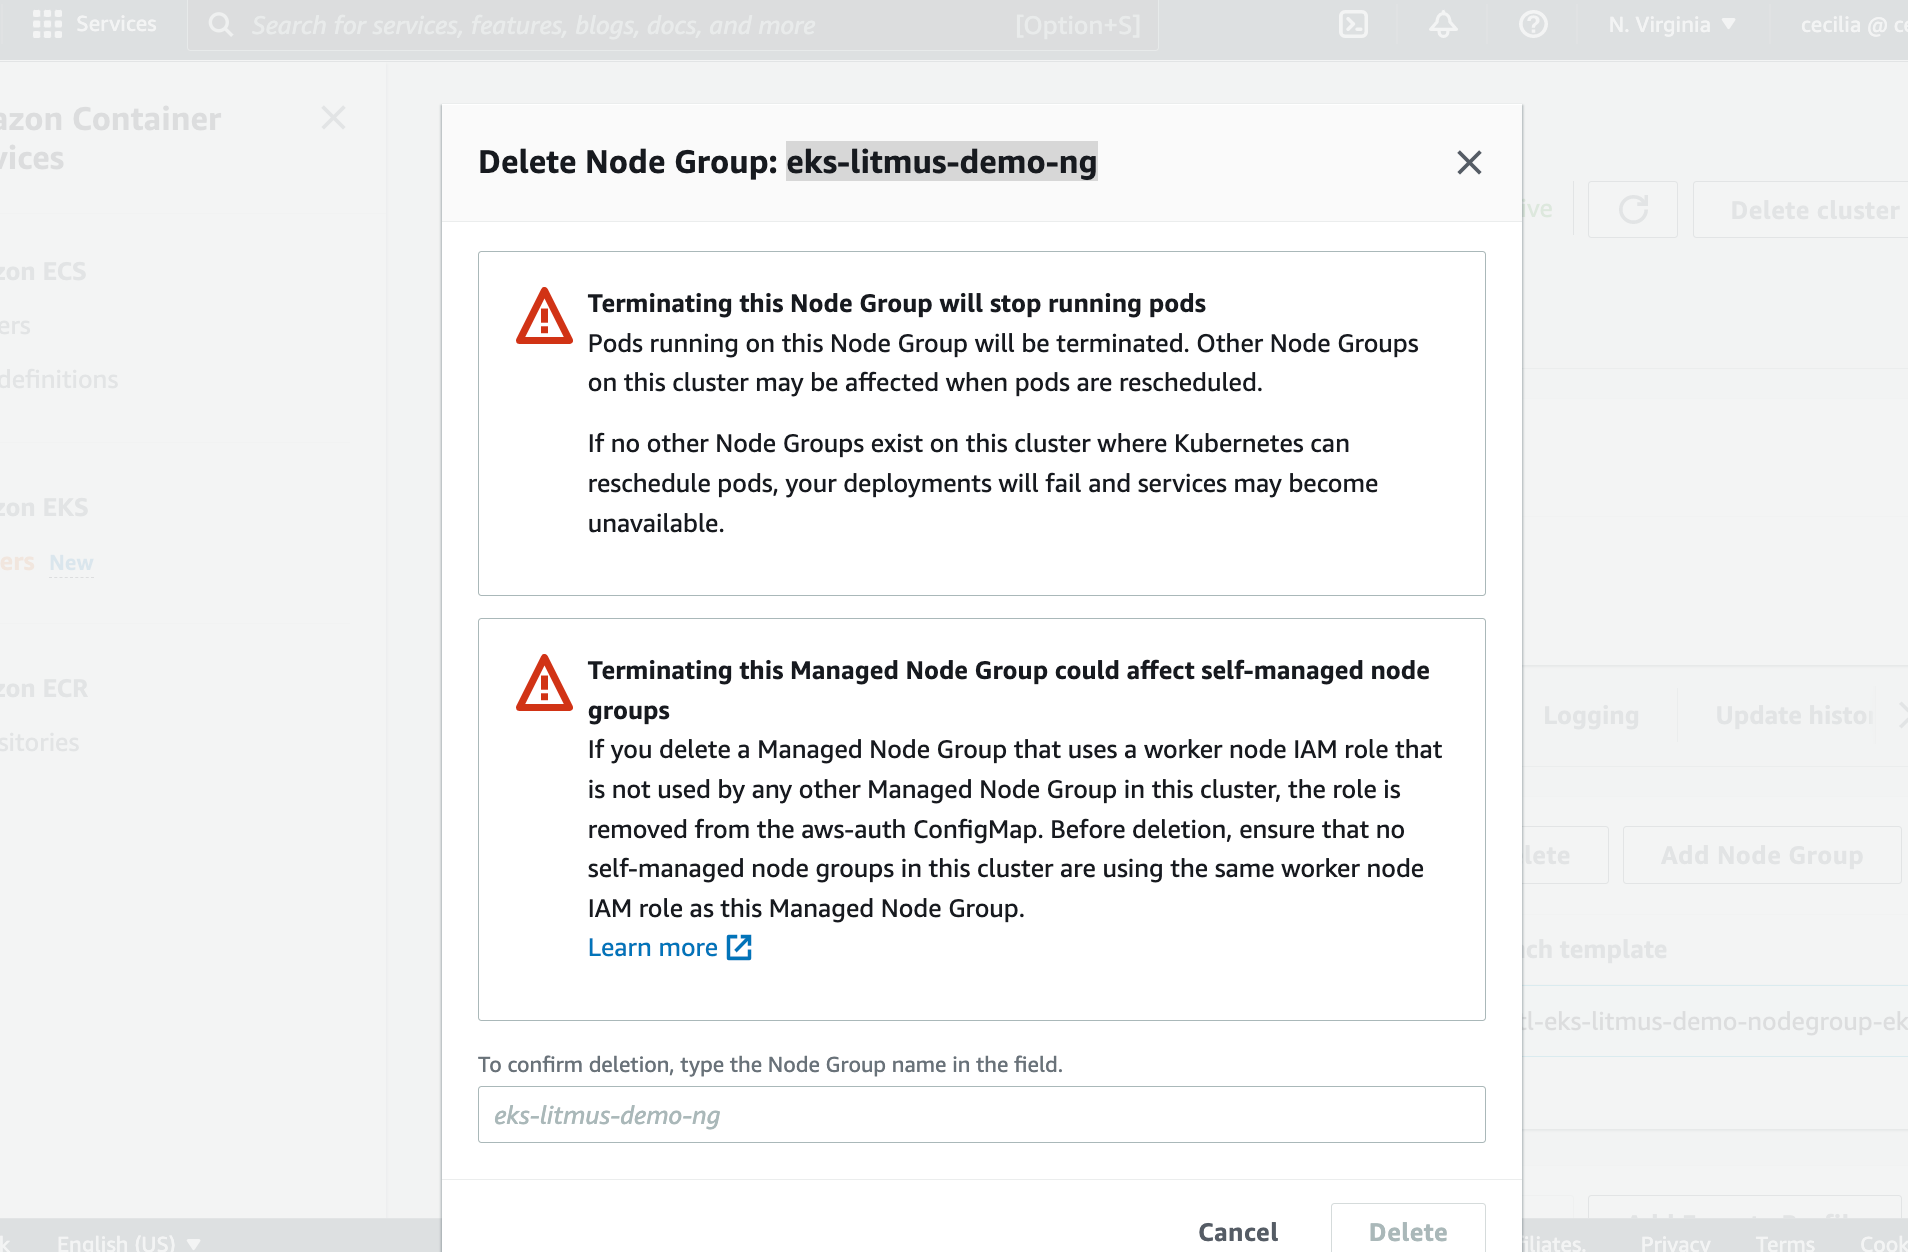 Services
Search for services, features, blogs, docs, and more
[Option+S]
N. Virginia
cecilia @
azon Container
vices
zon ECS
ers
definitions
zon EKS
ers New
zon ECR
sitories
Delete Node Group: eks-litmus-demo-ng
Terminating this Node Group will stop running pods
Pods running on this Node Group will be terminated. Other Node Groups
on this cluster may be affected when pods are rescheduled.
If no other Node Groups exist on this cluster where Kubernetes can
reschedule pods, your deployments will fail and services may become
unavailable.
Terminating this Managed Node Group could affect self-managed node
groups
If you delete a Managed Node Group that uses a worker node IAM role that
is not used by any other Managed Node Group in this cluster, the role is
removed from the aws-auth ConfigMap. Before deletion, ensure that no
self-managed node groups in this cluster are using the same worker node
IAM role as this Managed Node Group.
Learn more
To confirm deletion, type the Node Group name in the field.
eks-litmus-demo-ng
Cancel
Delete
ive
Delete cluster
Logging
Update histo
lete
Add Node Group
ch template
tl-eks-litmus-demo-nodegroup-ek
English (US)
filiates.
Privacy
Terms
Cook